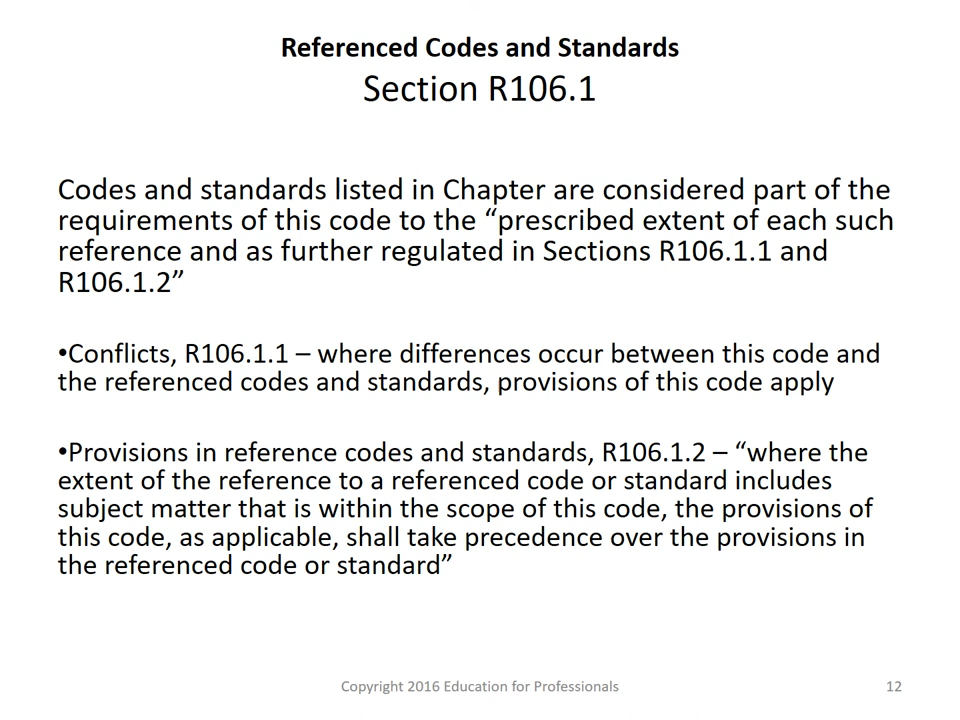 Referenced Codes and Standards
Section R106.1
Codes and standards listed in Chapter are considered part of the
requirements of this code to the “prescribed extent of each such
reference and as further regulated in Sections R106.1.1 and
R106.1.2”
•Conflicts, R106.1.1 – where differences occur between this code and
the referenced codes and standards, provisions of this code apply
•Provisions in reference codes and standards, R106.1.2 – “where the
extent of the reference to a referenced code or standard includes
subject matter that is within the scope of this code, the provisions of
this code, as applicable, shall take precedence over the provisions in
the referenced code or standard”
Copyright 2016 Education for Professionals
12